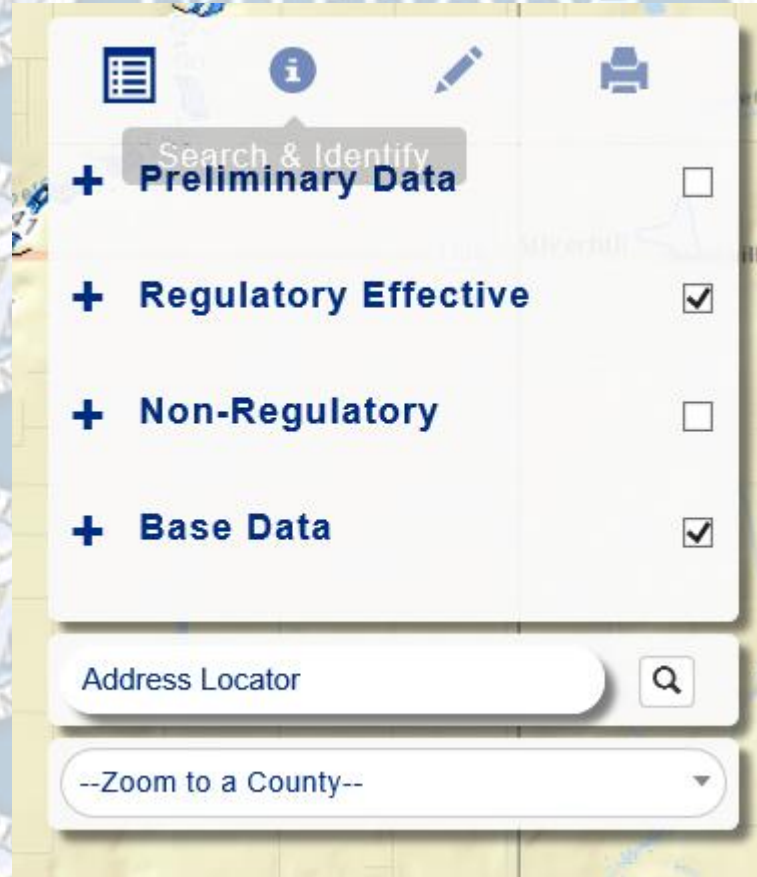 Search & Identify
Preliminary Data
Regulatory Effective
Non-Regulatory
Base Data
Address Locator
--Zoom to a County--